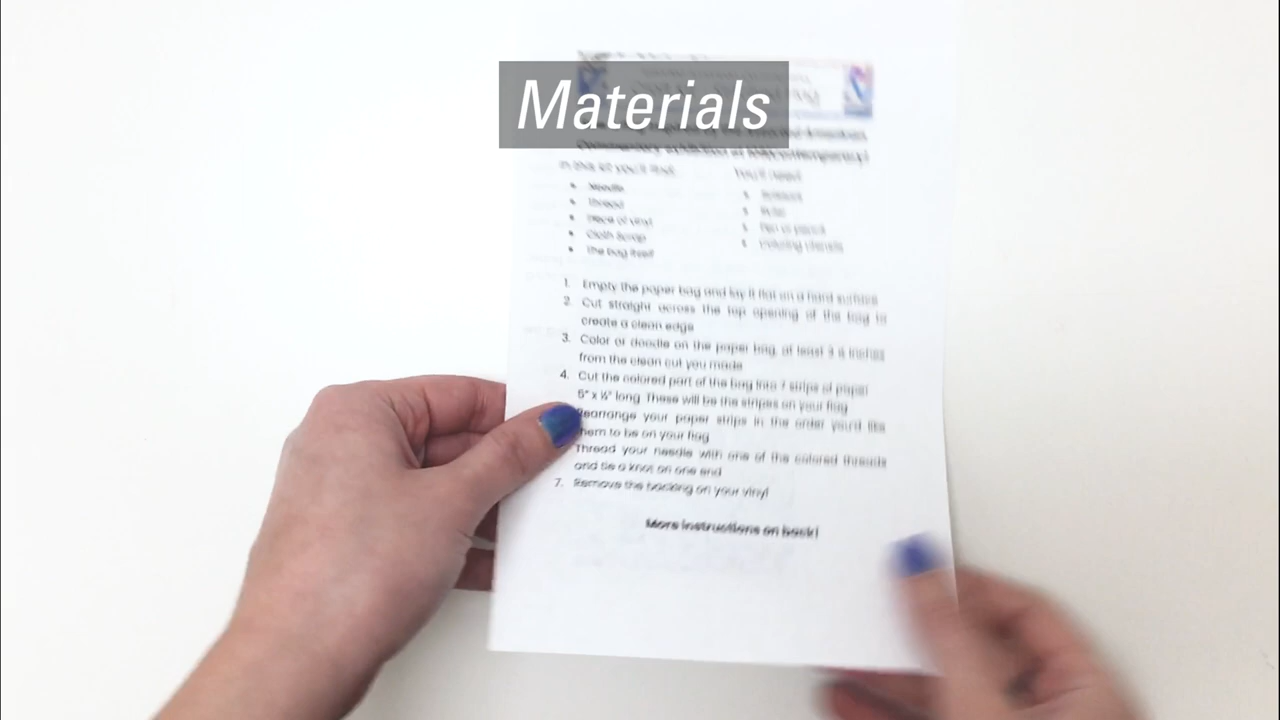 Materials
In this kit you'll find:
Needle
Thread
Piece of vinyl
Cloth Scrap
The bag itself
You'll need:
Scissors
Ruler
Pen or pencil
Coloring utensils
1. Empty the paper bag and lay it flat on a hard surface
2. Cut straight across the top opening of the bag to
create a clean edge
3. Color or doodle on the paper bag, at least 3 ½ inches
from the clean cut you made
4. Cut the colored part of the bag into 7 strips of paper
5" x ½" long. These will be the stripes on your flag
Rearrange your paper strips in the order you'd like
them to be on your flag
Thread your needle with one of the colored threads
and tie a knot on one end
7. Remove the backing on your vinyl
More instructions on back!